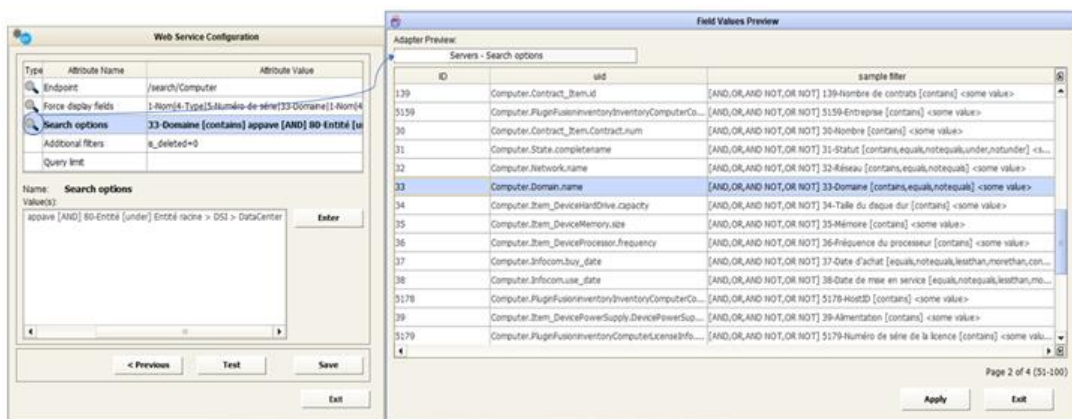 Web Service Configuration
Type Attribute Name Attribute Value
Endpoint /search/Computer
Force display fields 1-Nom|4-Type|5-Numéro de série|33-Domaine|1-Nom|4
Search options 33-Domaine [contains] appave [AND] 80-Entité [un
Additional filters is_deleted=0
Query limit
Name: Search options
Value(s):
appave [AND] 80-Entité [under] Entité racine > DSI > DataCenter
Enter
< Previous Test Save
Exit
Field Values Preview
Adapter Preview:
Servers - Search options
ID uid sample filter
139 Computer.Contract_Item.id [AND,OR,AND NOT,OR NOT] 139-Nombre de contrats [contains] <some value>
5159 Computer.PluginFusioninventoryInventoryComputerCo... [AND,OR,AND NOT,OR NOT] 5159-Entreprise [contains] <some value>
30 Computer.Contract_Item.Contract.num [AND,OR,AND NOT,OR NOT] 30-Nombre [contains] <some value>
31 Computer.State.completename [AND,OR,AND NOT,OR NOT] 31-Statut [contains,equals,notequals,under,notunder] <s...
32 Computer.Network.name [AND,OR,AND NOT,OR NOT] 32-Réseau [contains,equals,notequals] <some value>
33 Computer.Domain.name [AND,OR,AND NOT,OR NOT] 33-Domaine [contains,equals,notequals] <some value>
34 Computer.Item_DeviceHardDrive.capacity [AND,OR,AND NOT,OR NOT] 34-Taille du disque dur [contains] <some value>
35 Computer.Item_DeviceMemory.size [AND,OR,AND NOT,OR NOT] 35-Mémoire [contains] <some value>
36 Computer.Item_DeviceProcessor.frequency [AND,OR,AND NOT,OR NOT] 36-Fréquence du processeur [contains] <some value>
37 Computer.Infocom.buy_date [AND,OR,AND NOT,OR NOT] 37-Date d'achat [equals,notequals,lessthan,morethan,con...
38 Computer.Infocom.use_date [AND,OR,AND NOT,OR NOT] 38-Date de mise en service [equals,notequals,lessthan,mo...
5178 Computer.PluginFusioninventoryInventoryComputerCo... [AND,OR,AND NOT,OR NOT] 5178-HostID [contains] <some value>
39 Computer.Item_DevicePowerSupply.DevicePowerSup... [AND,OR,AND NOT,OR NOT] 39-Alimentation [contains] <some value>
5179 Computer.PluginFusioninventoryComputerLicenseInfo.... [AND,OR,AND NOT,OR NOT] 5179-Numéro de série de la licence [contains] <some valu...
Page 2 of 4 (51-100)
Apply Exit